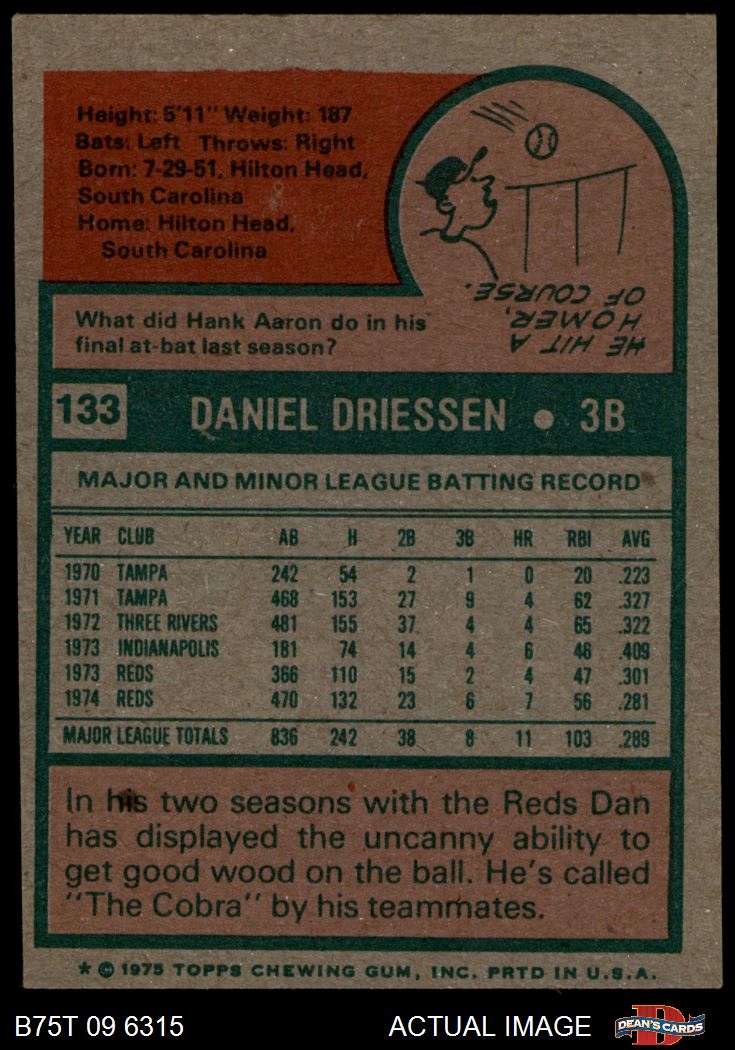 Height: 5'11" Weight: 187
Bats: Left Throws: Right
Born: 7-29-51, Hilton Head,
South Carolina
Home: Hilton Head,
South Carolina
What did Hank Aaron do in his
final at-bat last season?
HE HIT A
HOMER,
OF COURSE.
133 DANIEL DRIESSEN ● 3B
MAJOR AND MINOR LEAGUE BATTING RECORD
YEAR CLUB AB H 2B 3B HR RBI AVG
1970 TAMPA 242 54 2 1 0 20 .223
1971 TAMPA 468 153 27 9 4 62 .327
1972 THREE RIVERS 481 155 37 4 4 65 .322
1973 INDIANAPOLIS 181 74 14 4 6 46 .409
1973 REDS 366 110 15 2 4 47 .301
1974 REDS 470 132 23 6 7 56 .281
MAJOR LEAGUE TOTALS 836 242 38 8 11 103 .289
In his two seasons with the Reds Dan
has displayed the uncanny ability to
get good wood on the ball. He's called
"The Cobra" by his teammates.
* © 1975 TOPPS CHEWING GUM, INC. PRTD IN U.S.A.
B75T 09 6315 ACTUAL IMAGE DEAN'S CARDS